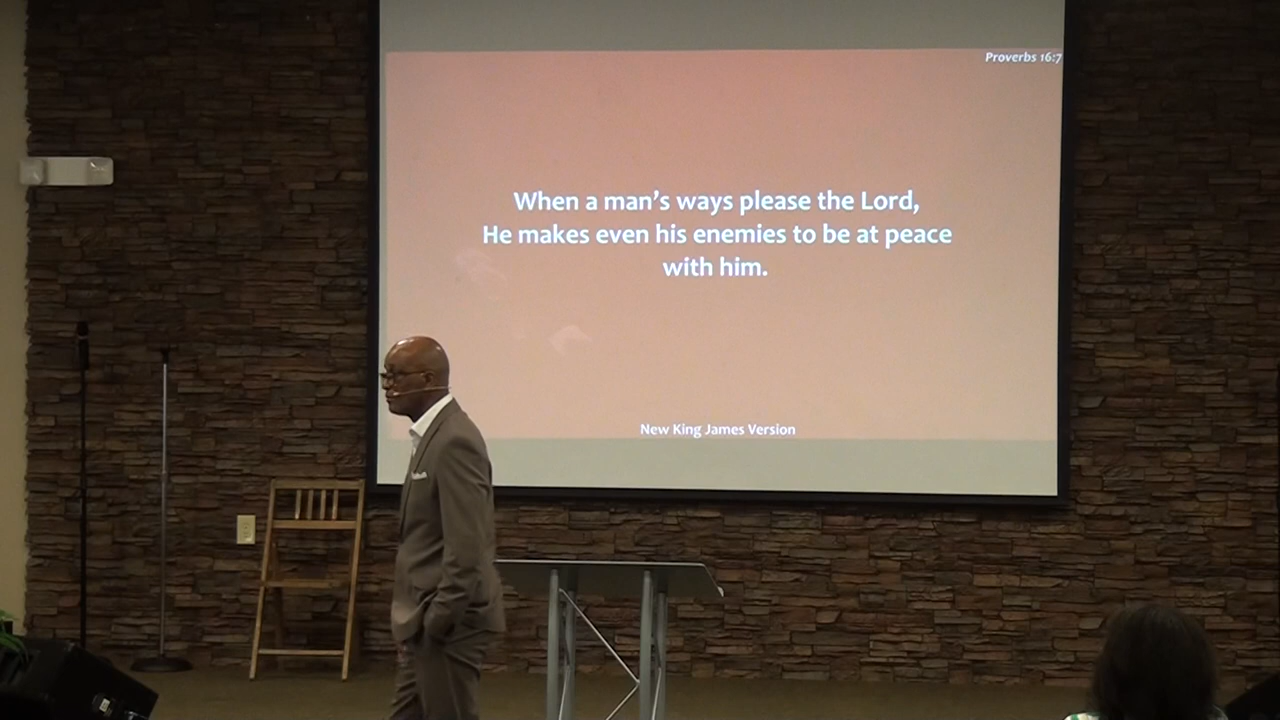 Proverbs 16:7
When a man’s ways please the Lord,
He makes even his enemies to be at peace
with him.
New King James Version